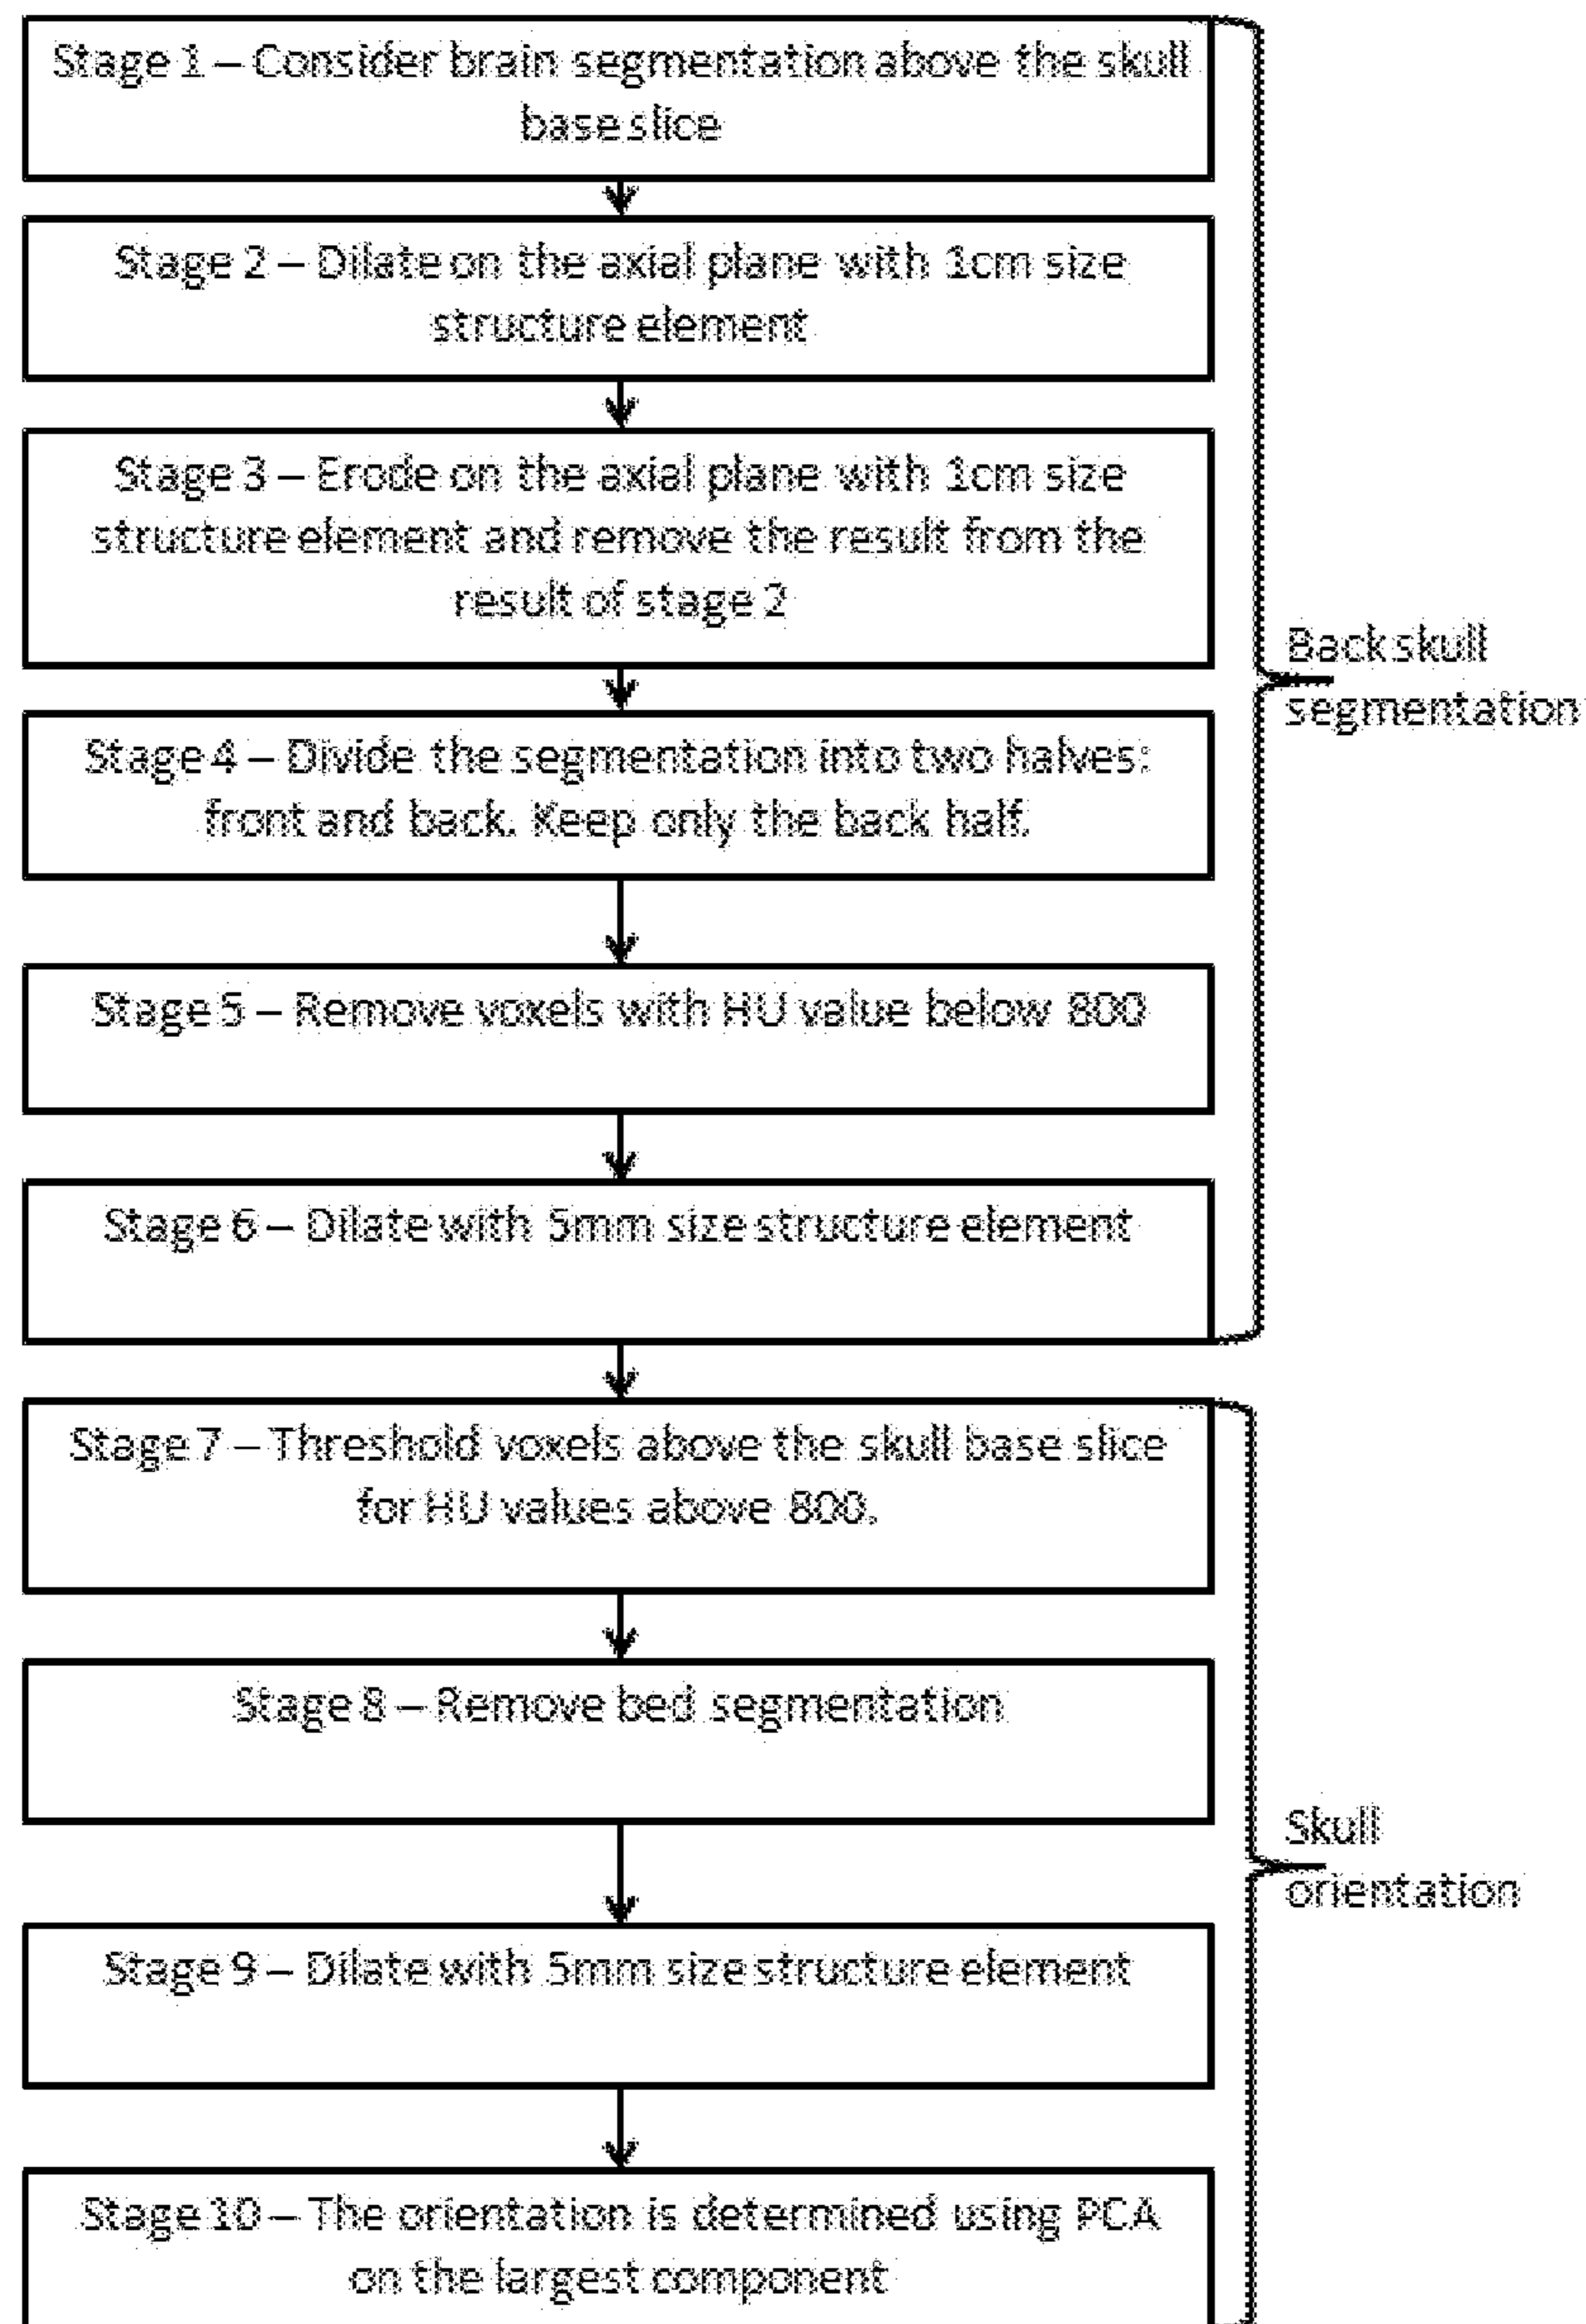 Stage 1 – Consider brain segmentation above the skull
base slice
Stage 2 – Dilate on the axial plane with 1cm size
structure element
Stage 3 – Erode on the axial plane with 1cm size
structure element and remove the result from the
result of stage 2
Stage 4 – Divide the segmentation into two halves:
front and back. Keep only the back half.
Stage 5 – Remove voxels with HU value below 800
Stage 6 – Dilate with 5mm size structure element
Back skull
segmentation
Stage 7 – Threshold voxels above the skull base slice
for HU values above 800.
Stage 8 – Remove bed segmentation
Stage 9 – Dilate with 5mm size structure element
Stage 10 – The orientation is determined using PCA
on the largest component
Skull
orientation